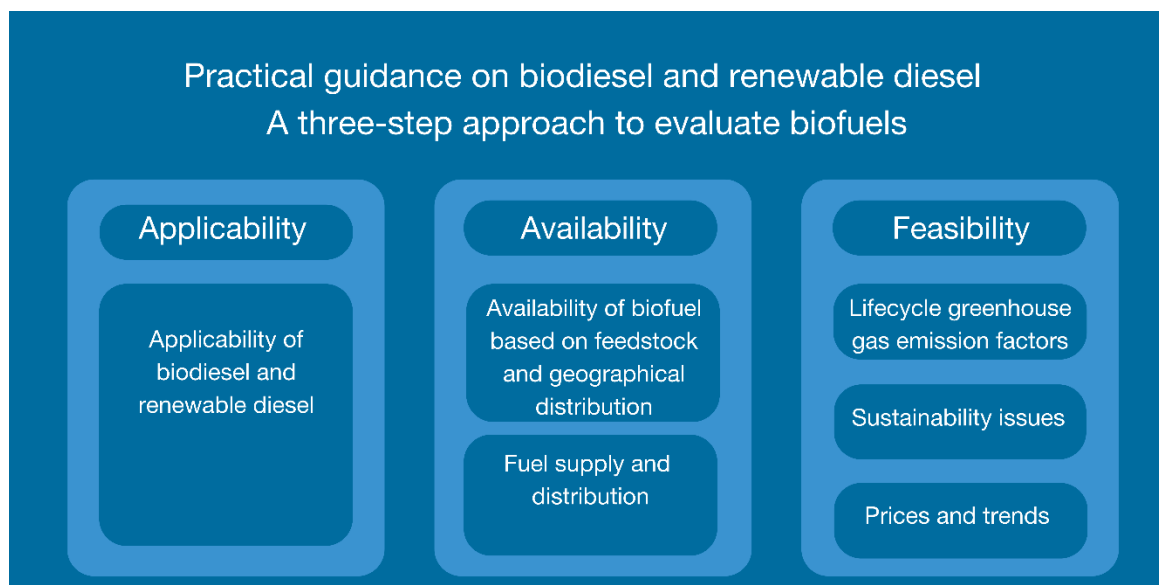 Practical guidance on biodiesel and renewable diesel
A three-step approach to evaluate biofuels
Applicability
Applicability of
biodiesel and
renewable diesel
Availability
Availability of biofuel
based on feedstock
and geographical
distribution
Fuel supply and
distribution
Feasibility
Lifecycle greenhouse
gas emission factors
Sustainability issues
Prices and trends